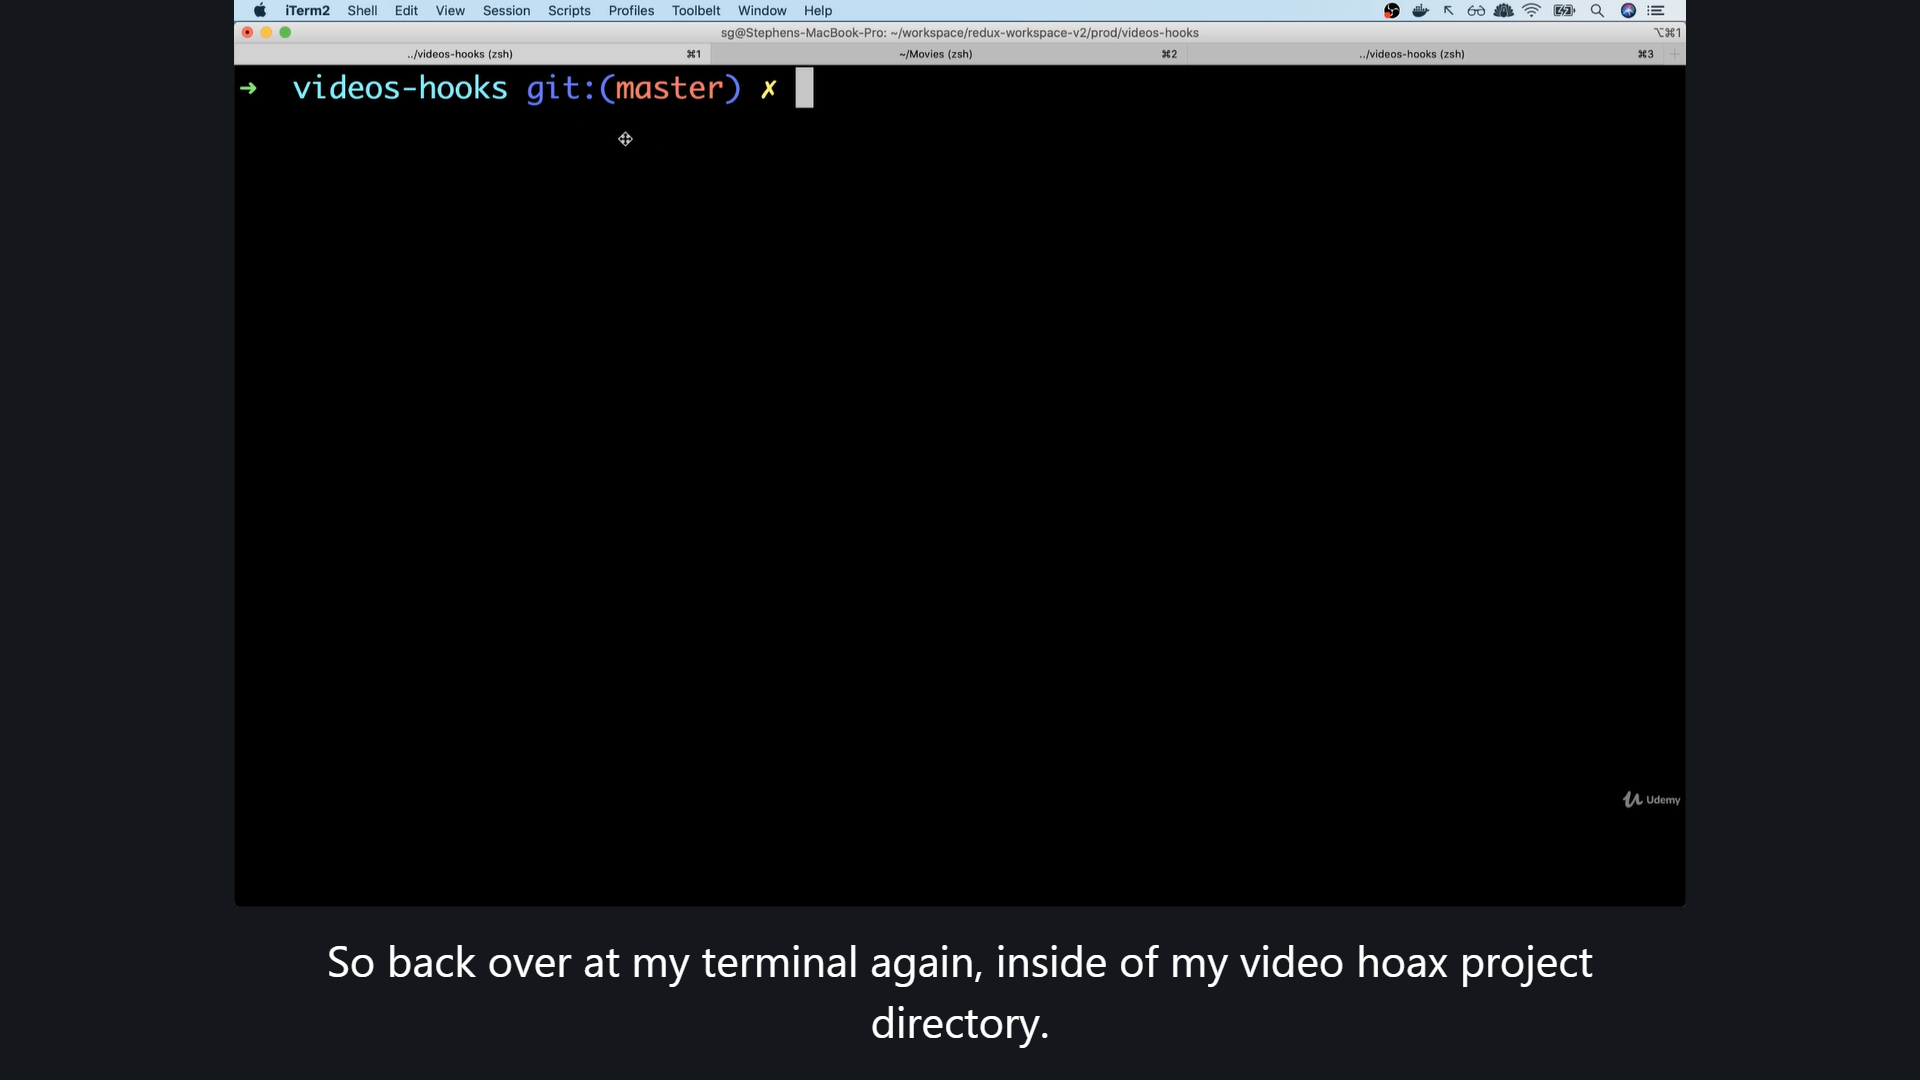 iTerm2 Shell Edit View Session Scripts Profiles Toolbelt Window Help
sg@Stephens-MacBook-Pro: ~/workspace/redux-workspace-v2/prod/videos-hooks ⌥⌘1
../videos-hooks (zsh) ⌘1 ~/Movies (zsh) ⌘2 ../videos-hooks (zsh) ⌘3 +
➜ videos-hooks git:(master) ✗
Udemy
So back over at my terminal again, inside of my video hoax project
directory.